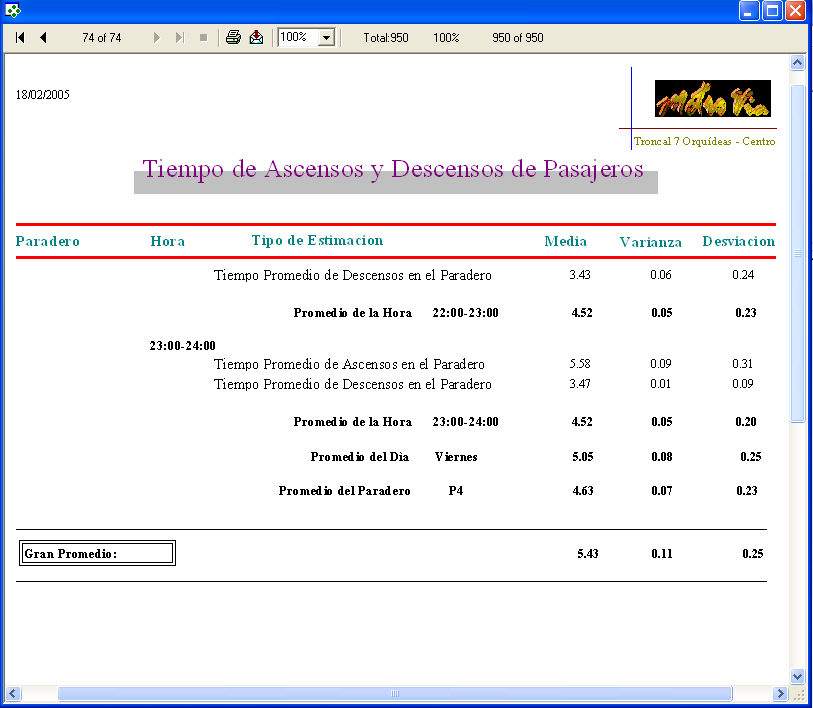 74 of 74 100% Total:950 100% 950 of 950
18/02/2005
Troncal 7 Orquídeas - Centro
Tiempo de Ascensos y Descensos de Pasajeros
Paradero Hora Tipo de Estimacion Media Varianza Desviacion
Tiempo Promedio de Descensos en el Paradero 3.43 0.06 0.24
Promedio de la Hora 22:00-23:00 4.52 0.05 0.23
23:00-24:00
Tiempo Promedio de Ascensos en el Paradero 5.58 0.09 0.31
Tiempo Promedio de Descensos en el Paradero 3.47 0.01 0.09
Promedio de la Hora 23:00-24:00 4.52 0.05 0.20
Promedio del Dia Viernes 5.05 0.08 0.25
Promedio del Paradero P4 4.63 0.07 0.23
Gran Promedio: 5.43 0.11 0.25